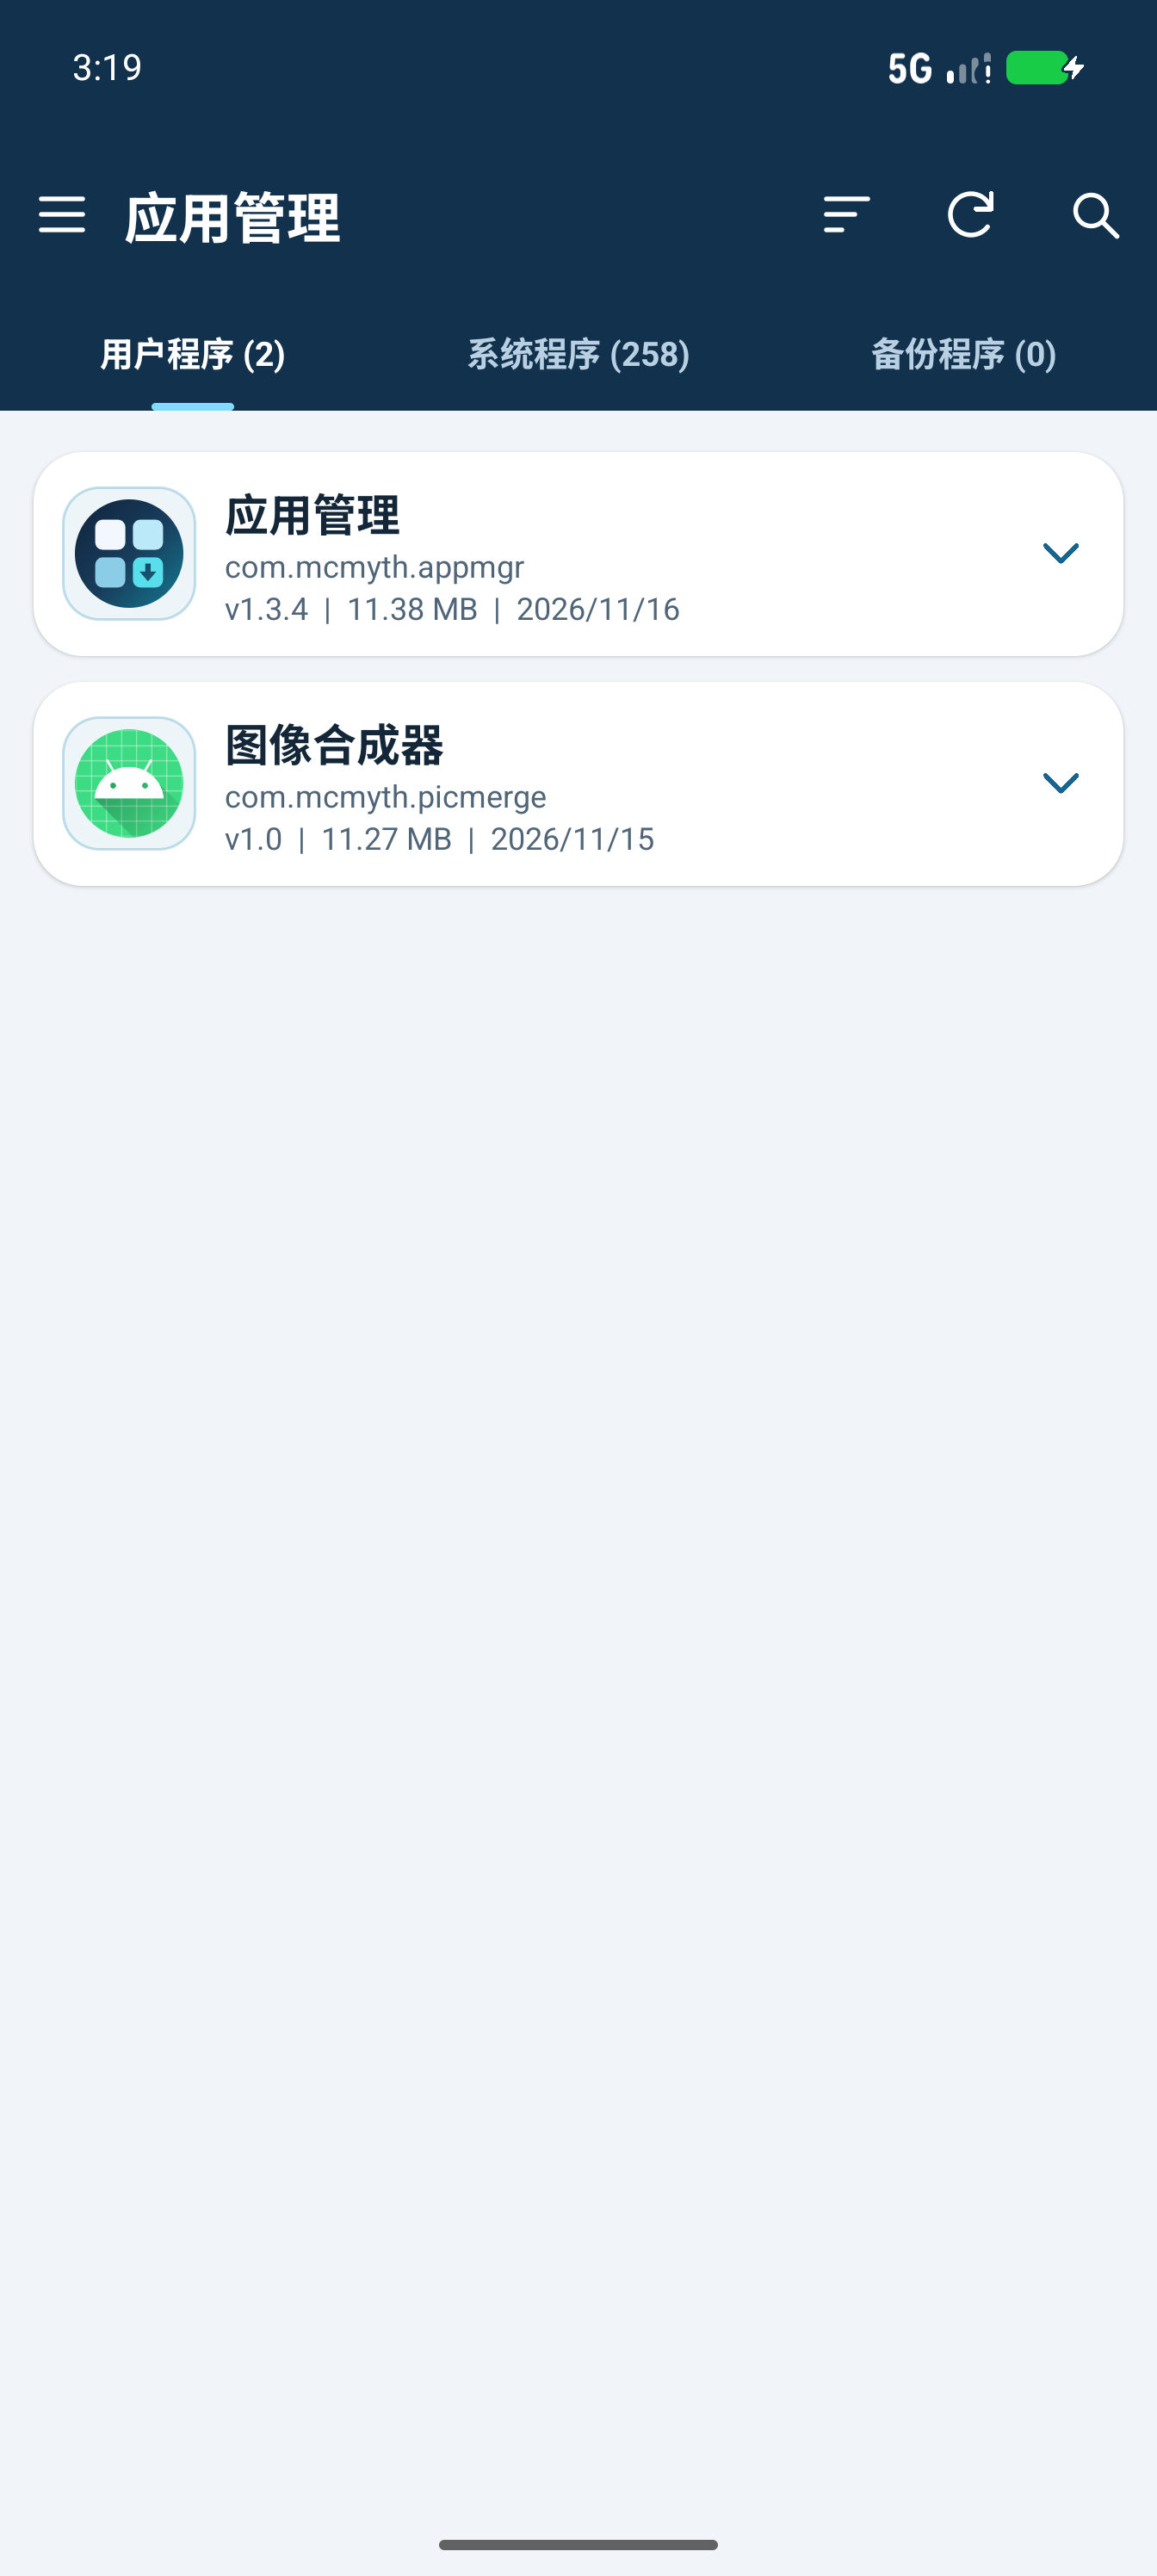 3:19 5G
应用管理
用户程序 (2) 系统程序 (258) 备份程序 (0)
应用管理
com.mcmyth.appmgr
v1.3.4 | 11.38 MB | 2026/11/16
图像合成器
com.mcmyth.picmerge
v1.0 | 11.27 MB | 2026/11/15